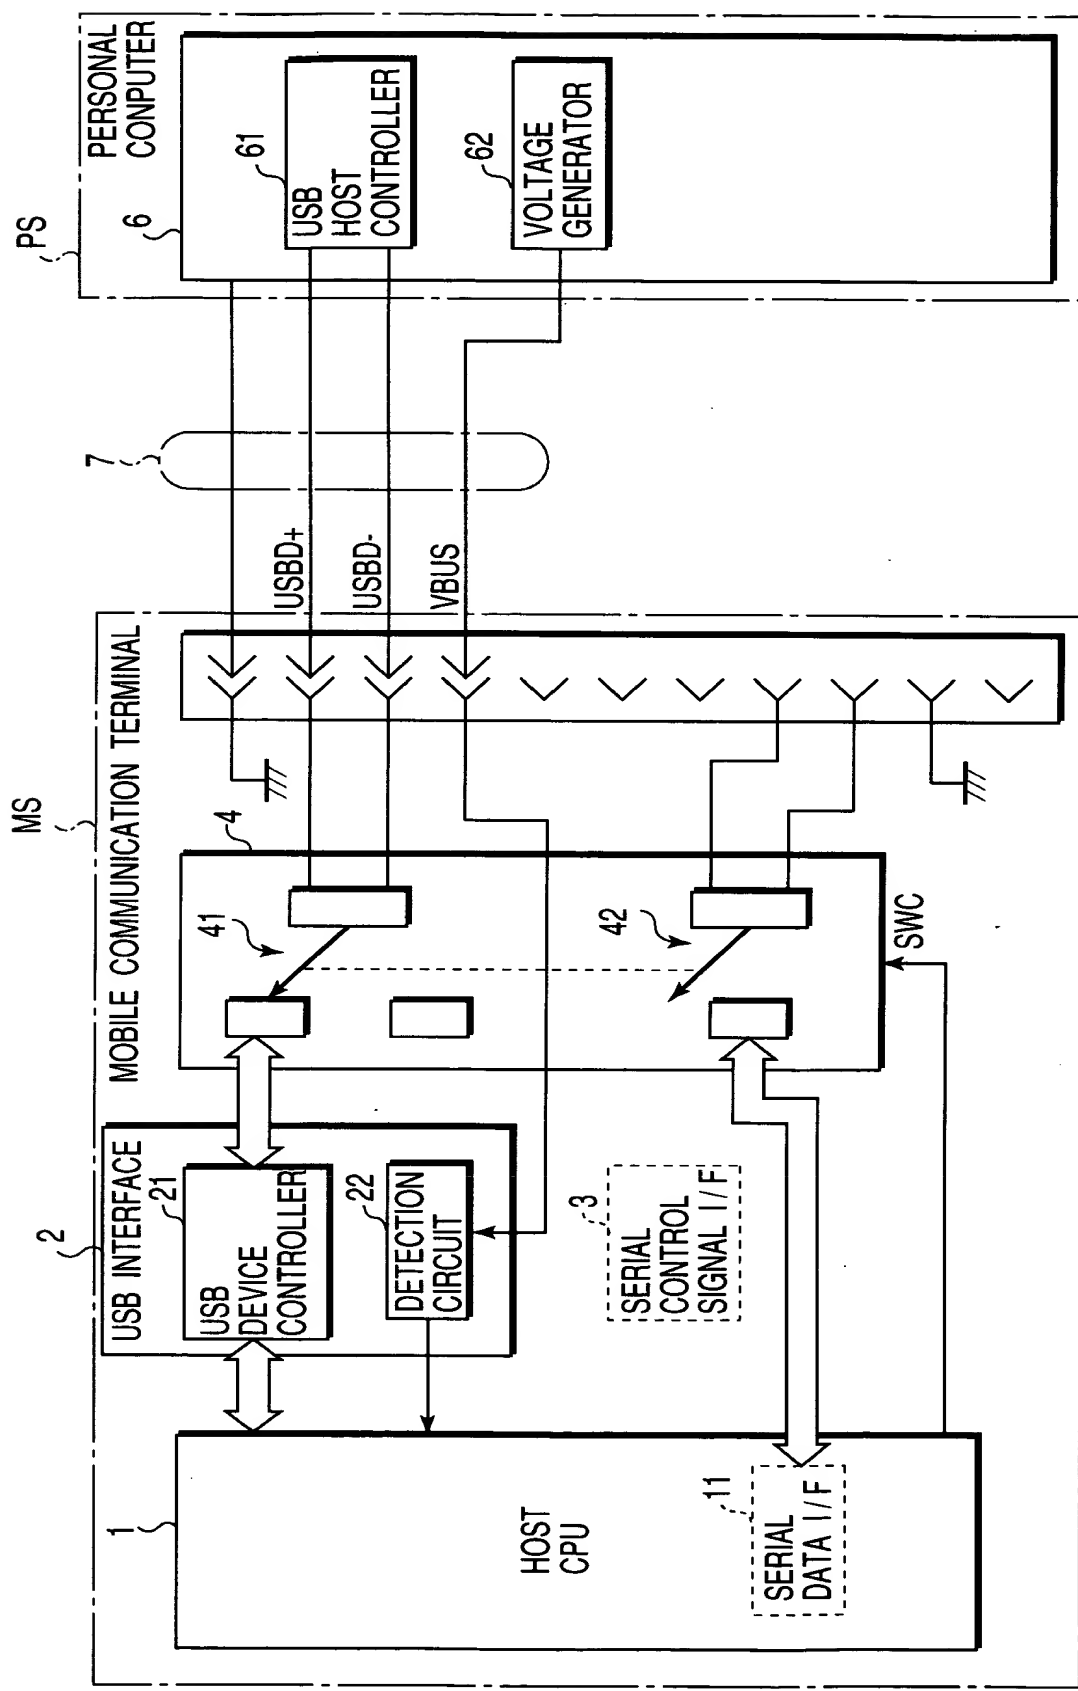 MS
MOBILE COMMUNICATION TERMINAL
PS
PERSONAL
CONPUTER
1
HOST
CPU
11
SERIAL
DATA I/F
2
USB INTERFACE
21
USB
DEVICE
CONTROLLER
22
DETECTION
CIRCUIT
3
SERIAL
CONTROL
SIGNAL I/F
4
41
42
SWC
USBD+
USBD-
VBUS
7
6
61
USB
HOST
CONTROLLER
62
VOLTAGE
GENERATOR